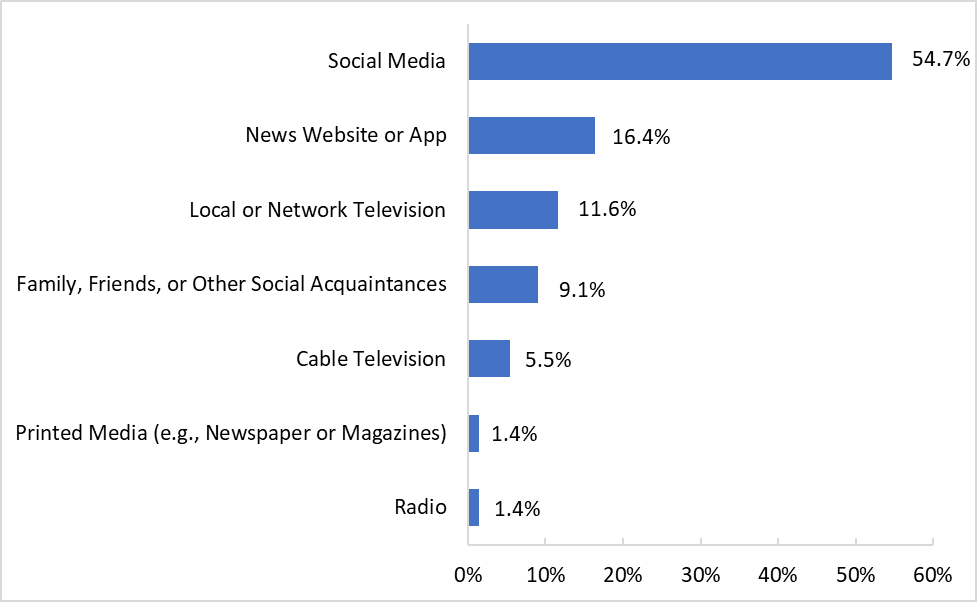 Social Media
54.7%
News Website or App
16.4%
Local or Network Television
11.6%
Family, Friends, or Other Social Acquaintances
9.1%
Cable Television
5.5%
Printed Media (e.g., Newspaper or Magazines)
1.4%
Radio
1.4%
0% 10% 20% 30% 40% 50% 60%